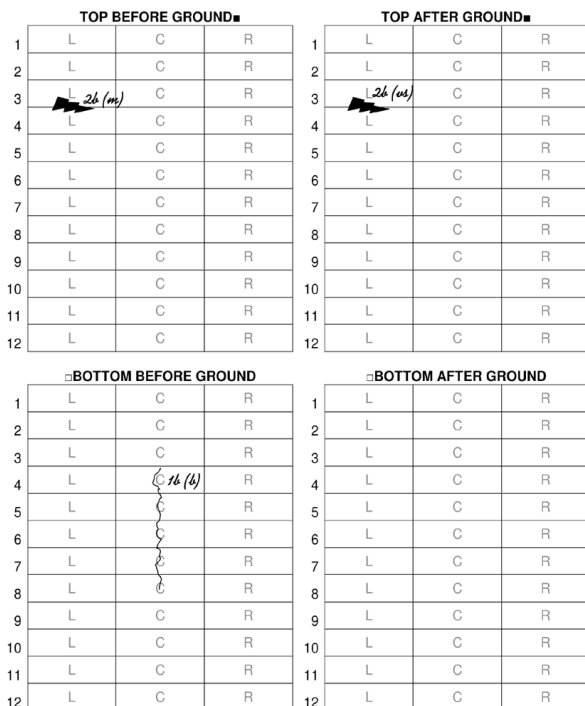 TOP BEFORE GROUND■
1 L C R
2 L C R
3 L 2b (m) C R
4 L C R
5 L C R
6 L C R
7 L C R
8 L C R
9 L C R
10 L C R
11 L C R
12 L C R
TOP AFTER GROUND■
1 L C R
2 L C R
3 L 2b (vs) C R
4 L C R
5 L C R
6 L C R
7 L C R
8 L C R
9 L C R
10 L C R
11 L C R
12 L C R
□BOTTOM BEFORE GROUND
1 L C R
2 L C R
3 L C R
4 L C 1b (b) R
5 L C R
6 L C R
7 L C R
8 L C R
9 L C R
10 L C R
11 L C R
12 L C R
□BOTTOM AFTER GROUND
1 L C R
2 L C R
3 L C R
4 L C R
5 L C R
6 L C R
7 L C R
8 L C R
9 L C R
10 L C R
11 L C R
12 L C R